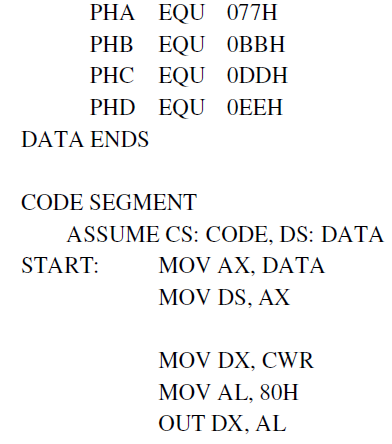 PHA EQU 077H
PHB EQU 0BBH
PHC EQU 0DDH
PHD EQU 0EEH
DATA ENDS
CODE SEGMENT
ASSUME CS: CODE, DS: DATA
START: MOV AX, DATA
MOV DS, AX
MOV DX, CWR
MOV AL, 80H
OUT DX, AL